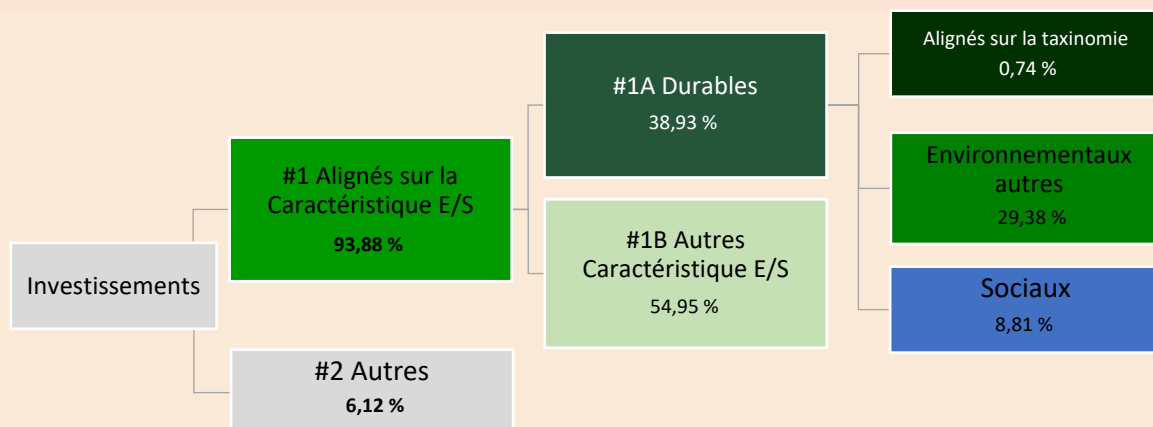 Investissements
#1 Alignés sur la
Caractéristique E/S
93,88 %
#2 Autres
6,12 %
#1A Durables
38,93 %
#1B Autres
Caractéristique E/S
54,95 %
Alignés sur la taxinomie
0,74 %
Environnementaux
autres
29,38 %
Sociaux
8,81 %